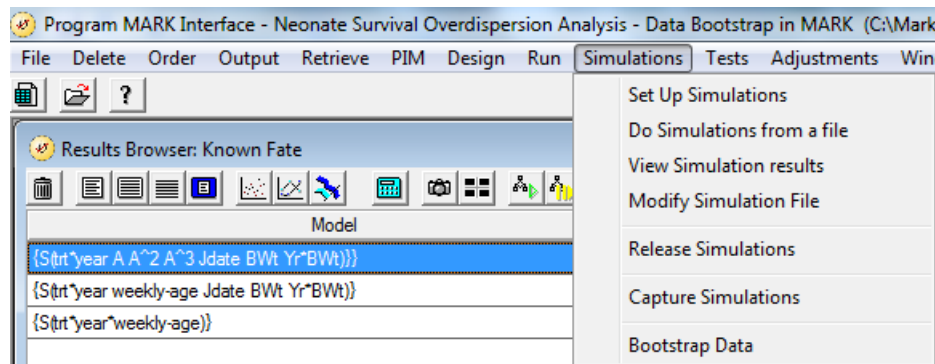 Program MARK Interface - Neonate Survival Overdispersion Analysis - Data Bootstrap in MARK (C:\Mark
File Delete Order Output Retrieve PIM Design Run Simulations Tests Adjustments Win
?
Set Up Simulations
Do Simulations from a file
View Simulation results
Modify Simulation File
Release Simulations
Capture Simulations
Bootstrap Data
Results Browser: Known Fate
Model
{S(trt*year A A^2 A^3 Jdate BWt Yr*BWt)}}
{S(trt*year weekly-age Jdate BWt Yr*BWt)}
{S(trt*year*weekly-age)}